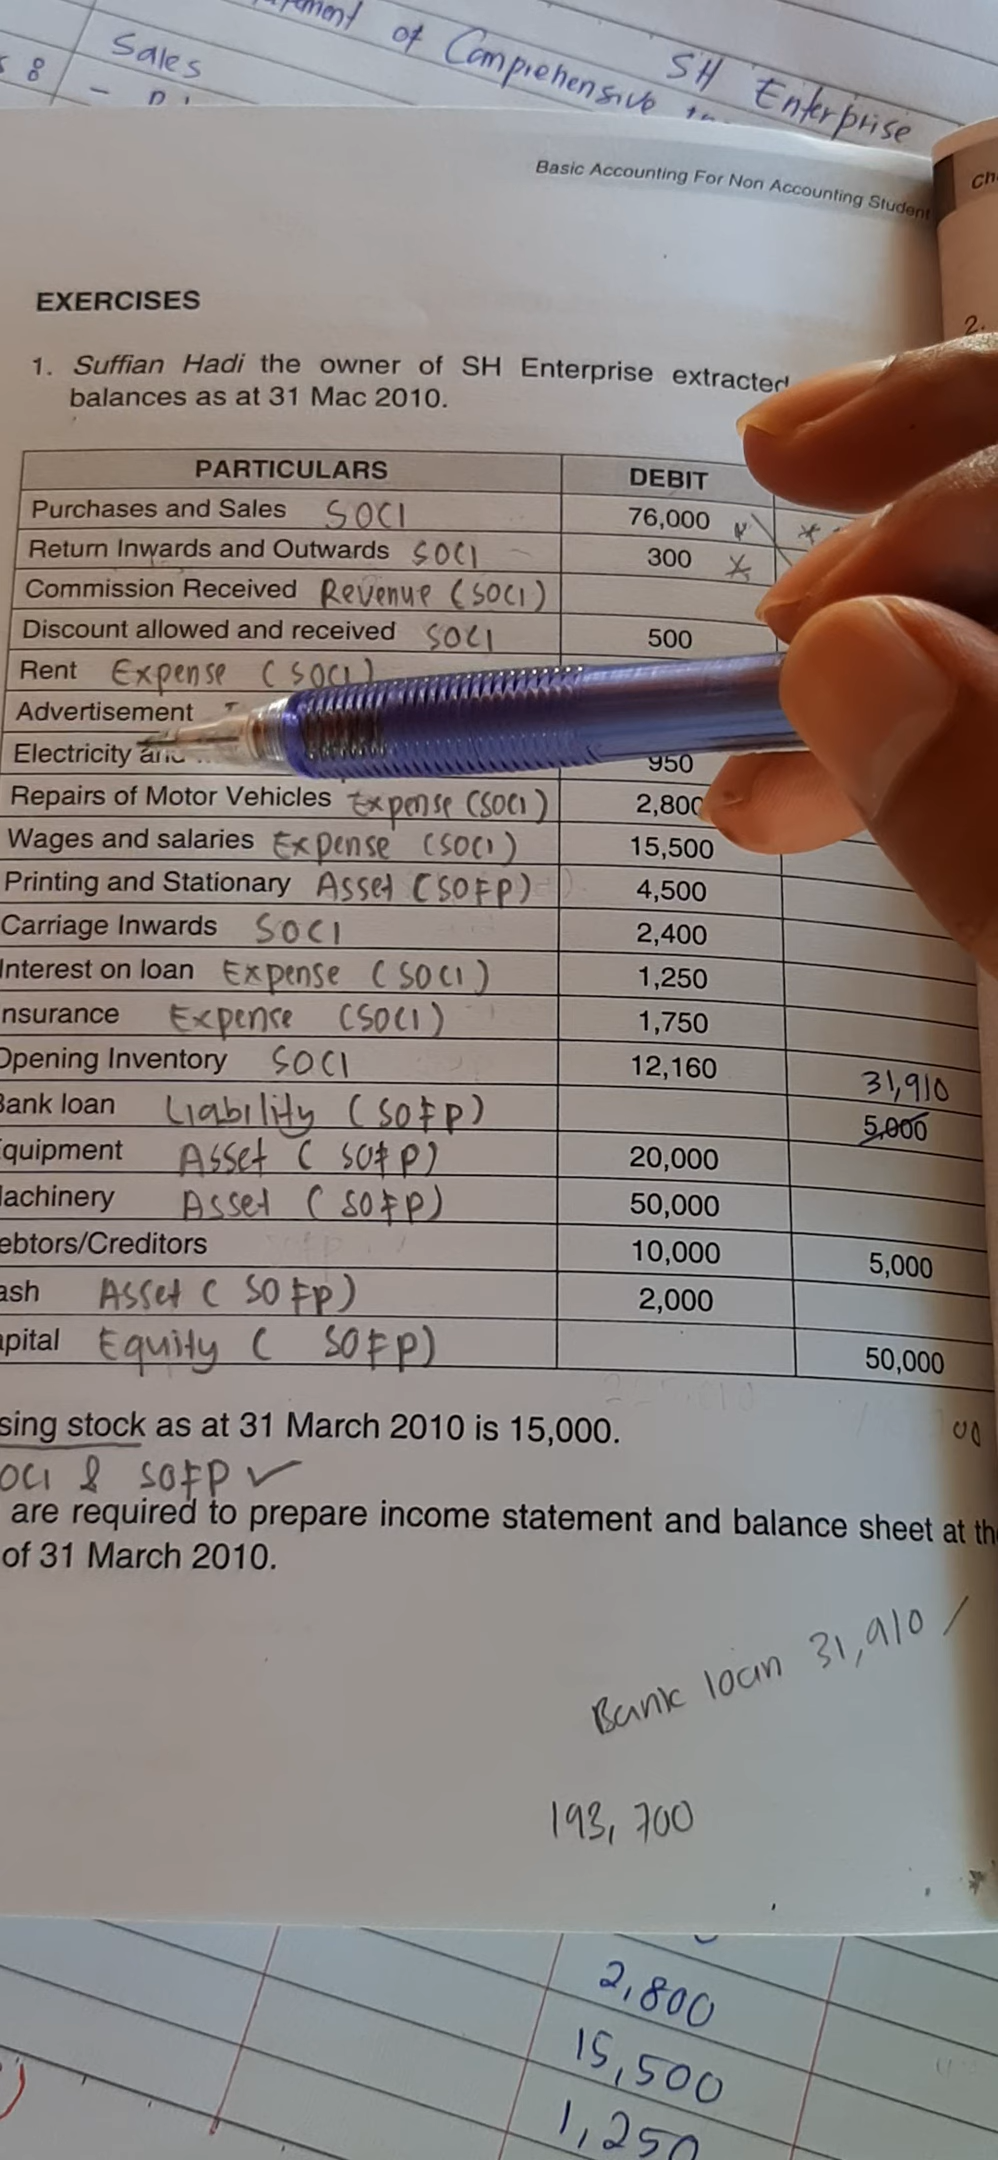 of Comprehensive
SH Enterprise
8 Sales
Basic Accounting For Non Accounting Student
EXERCISES
2.
1. Suffian Hadi the owner of SH Enterprise extracted
balances as at 31 Mac 2010.
PARTICULARS DEBIT
Purchases and Sales SOCI 76,000
Return Inwards and Outwards SOCI 300
Commission Received Revenue (SOCI)
Discount allowed and received SOCI 500
Rent Expense (SOCI)
Advertisement
Electricity 950
Repairs of Motor Vehicles Expense (SOCI) 2,800
Wages and salaries Expense (SOCI) 15,500
Printing and Stationary Asset (SOFP) 4,500
Carriage Inwards SOCI 2,400
Interest on loan Expense (SOCI) 1,250
nsurance Expense (SOCI) 1,750
Opening Inventory SOCI 12,160 31,910
Bank loan Liability (SOFP) 5,000
quipment Asset (SOFP) 20,000
achinery Asset (SOFP) 50,000
ebtors/Creditors 10,000 5,000
ash Asset (SOFP) 2,000
apital Equity (SOFP) 50,000
sing stock as at 31 March 2010 is 15,000.
OCI & SOFP ✓
are required to prepare income statement and balance sheet at th
of 31 March 2010.
Bank loan 31,910 /
193,700
2,800
15,500
1,250